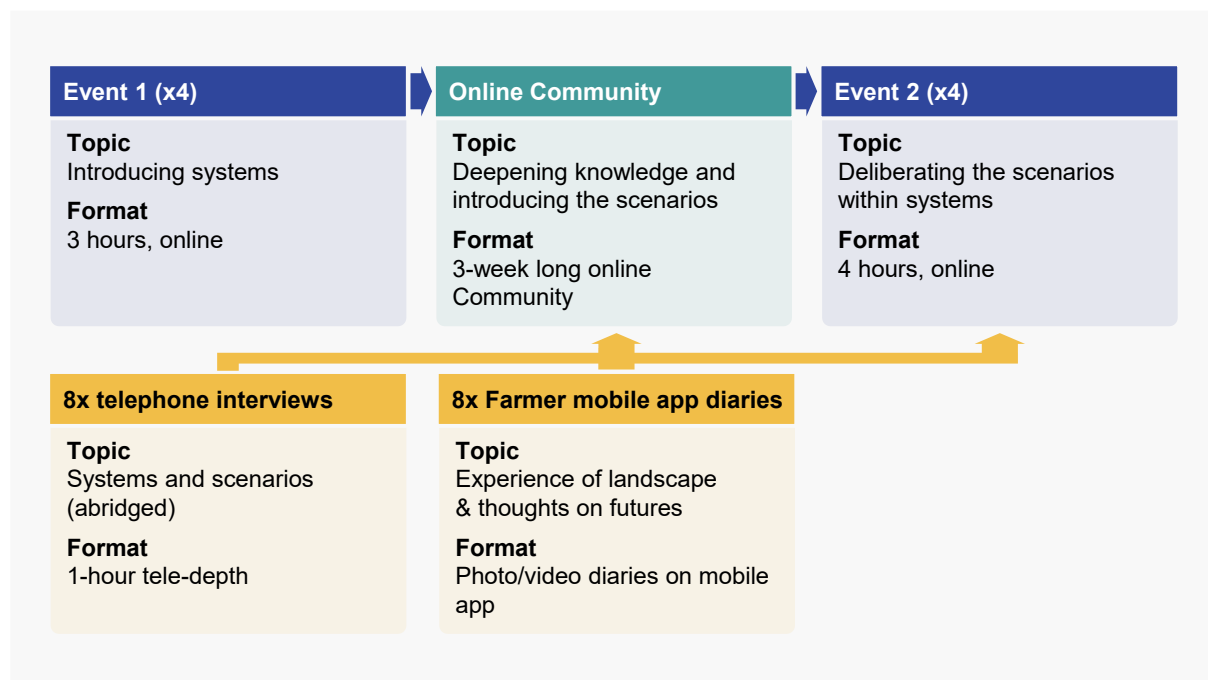 Event 1 (x4)
Topic
Introducing systems
Format
3 hours, online
Online Community
Topic
Deepening knowledge and
introducing the scenarios
Format
3-week long online
Community
Event 2 (x4)
Topic
Deliberating the scenarios
within systems
Format
4 hours, online
8x telephone interviews
Topic
Systems and scenarios
(abridged)
Format
1-hour tele-depth
8x Farmer mobile app diaries
Topic
Experience of landscape
& thoughts on futures
Format
Photo/video diaries on mobile
app